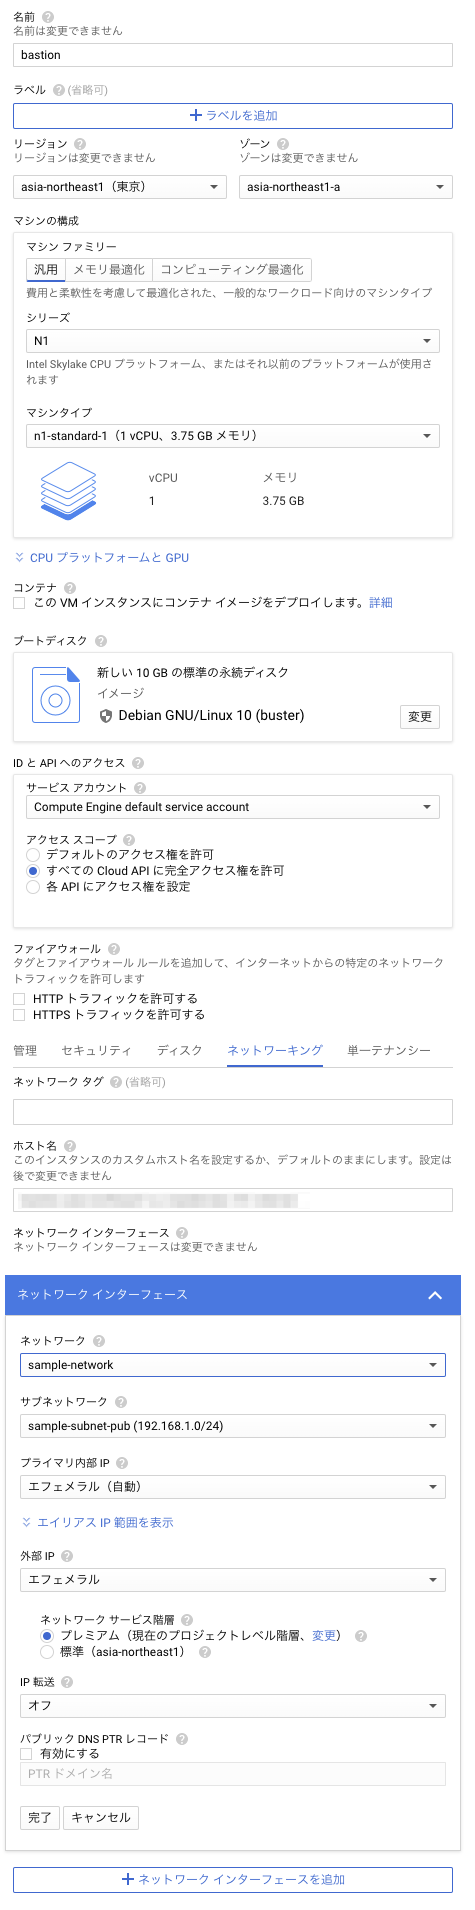 名前
名前は変更できません
bastion
ラベル (省略可)
ラベルを追加
リージョン ゾーン
リージョンは変更できません ゾーンは変更できません
asia-northeast1（東京） asia-northeast1-a
マシンの構成
マシン ファミリー
汎用 メモリ最適化 コンピューティング最適化
費用と柔軟性を考慮して最適化された、一般的なワークロード向けのマシンタイプ
シリーズ
N1
Intel Skylake CPU プラットフォーム、またはそれ以前のプラットフォームが使用さ
れます
マシンタイプ
n1-standard-1（1 vCPU、3.75 GB メモリ）
vCPU メモリ
1 3.75 GB
CPU プラットフォームと GPU
コンテナ
この VM インスタンスにコンテナ イメージをデプロイします。詳細
ブートディスク
新しい 10 GB の標準の永続ディスク
イメージ
Debian GNU/Linux 10 (buster)
変更
ID と API へのアクセス
サービス アカウント
Compute Engine default service account
アクセス スコープ
デフォルトのアクセス権を許可
すべての Cloud API に完全アクセス権を許可
各 API にアクセス権を設定
ファイアウォール
タグとファイアウォール ルールを追加して、インターネットからの特定のネットワーク
トラフィックを許可します
HTTP トラフィックを許可する
HTTPS トラフィックを許可する
管理 セキュリティ ディスク ネットワーキング 単一テナンシー
ネットワーク タグ (省略可)
ホスト名
このインスタンスのカスタムホスト名を設定するか、デフォルトのままにします。設定は
後で変更できません
ネットワーク インターフェース
ネットワーク インターフェースは変更できません
ネットワーク インターフェース
ネットワーク
sample-network
サブネットワーク
sample-subnet-pub (192.168.1.0/24)
プライマリ内部 IP
エフェメラル（自動）
エイリアス IP 範囲を表示
外部 IP
エフェメラル
ネットワーク サービス階層
プレミアム（現在のプロジェクトレベル階層、変更）
標準（asia-northeast1）
IP 転送
オフ
パブリック DNS PTR レコード
有効にする
PTR ドメイン名
完了 キャンセル
ネットワーク インターフェースを追加